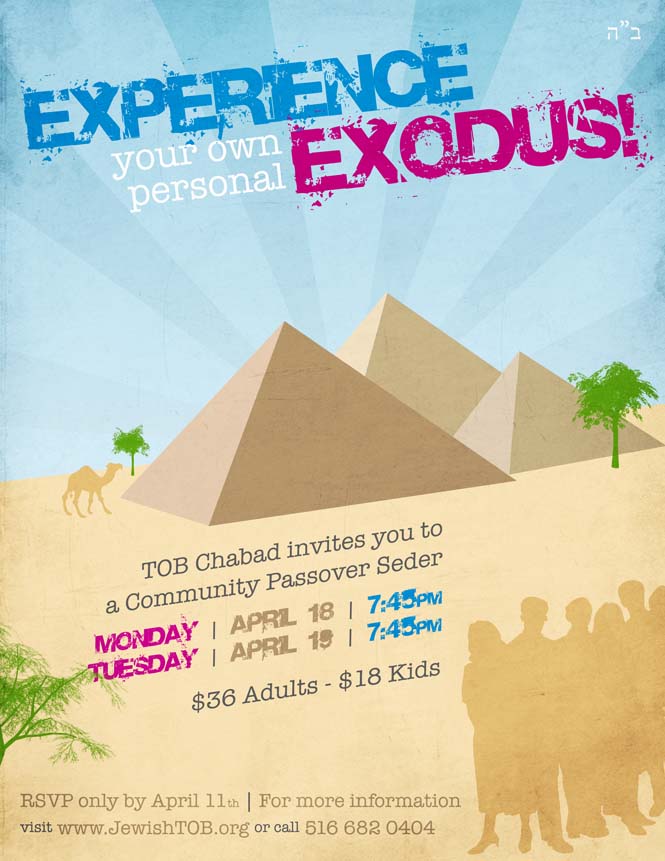 ב”ה
EXPERIENCE
your own
personal
EXODUS!
TOB Chabad invites you to
a Community Passover Seder
MONDAY | APRIL 18 | 7:45PM
TUESDAY | APRIL 19 | 7:45PM
$36 Adults - $18 Kids
RSVP only by April 11th | For more information
visit www.JewishTOB.org or call 516 682 0404